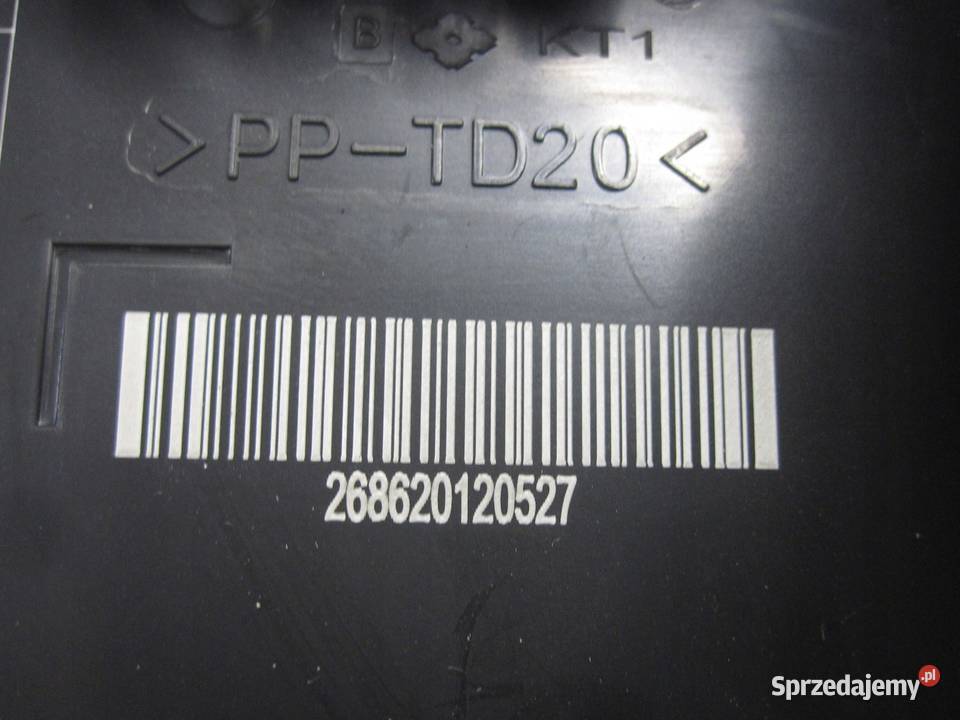 B KT1
>PP-TD20<
268620120527
Sprzedajemy.pl